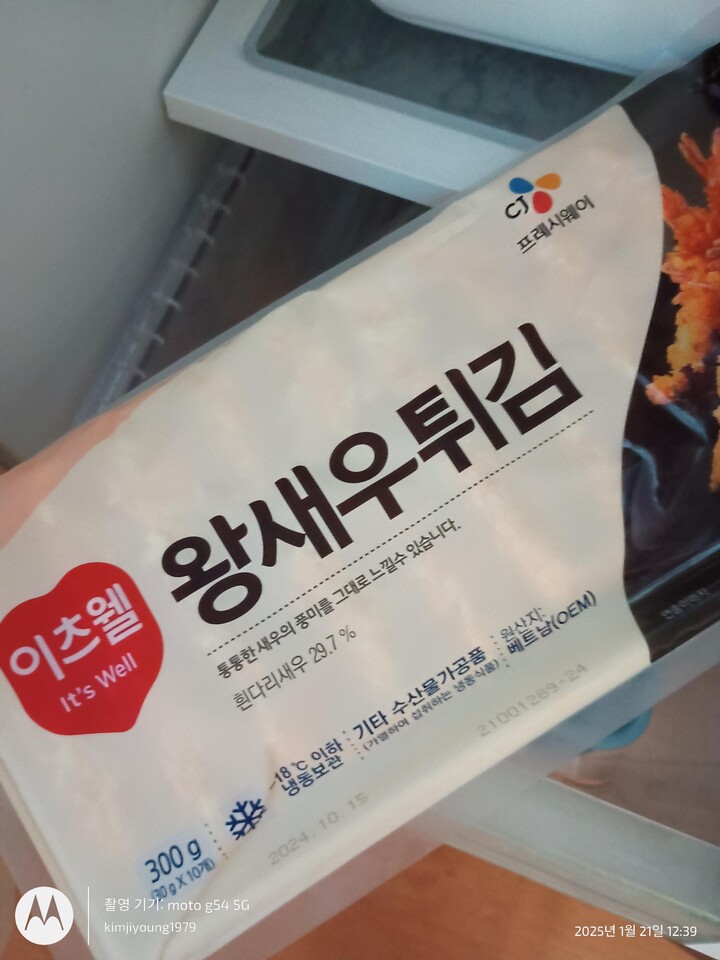 CJ
프레시웨이
왕새우튀김
통통한 새우의 풍미를 그대로 느낄수 있습니다.
흰다리새우 29.7 %
이츠웰
It's Well
원산지:
베트남(OEM)
기타 수산물가공품
(가열하여 섭취하는 냉동식품)
-18 ℃ 이하
냉동보관
21001289-24
2024.10.15
300 g
(30 g X 10개)
촬영 기기: moto g54 5G
kimjiyoung1979
2025년 1월 21일 12:39